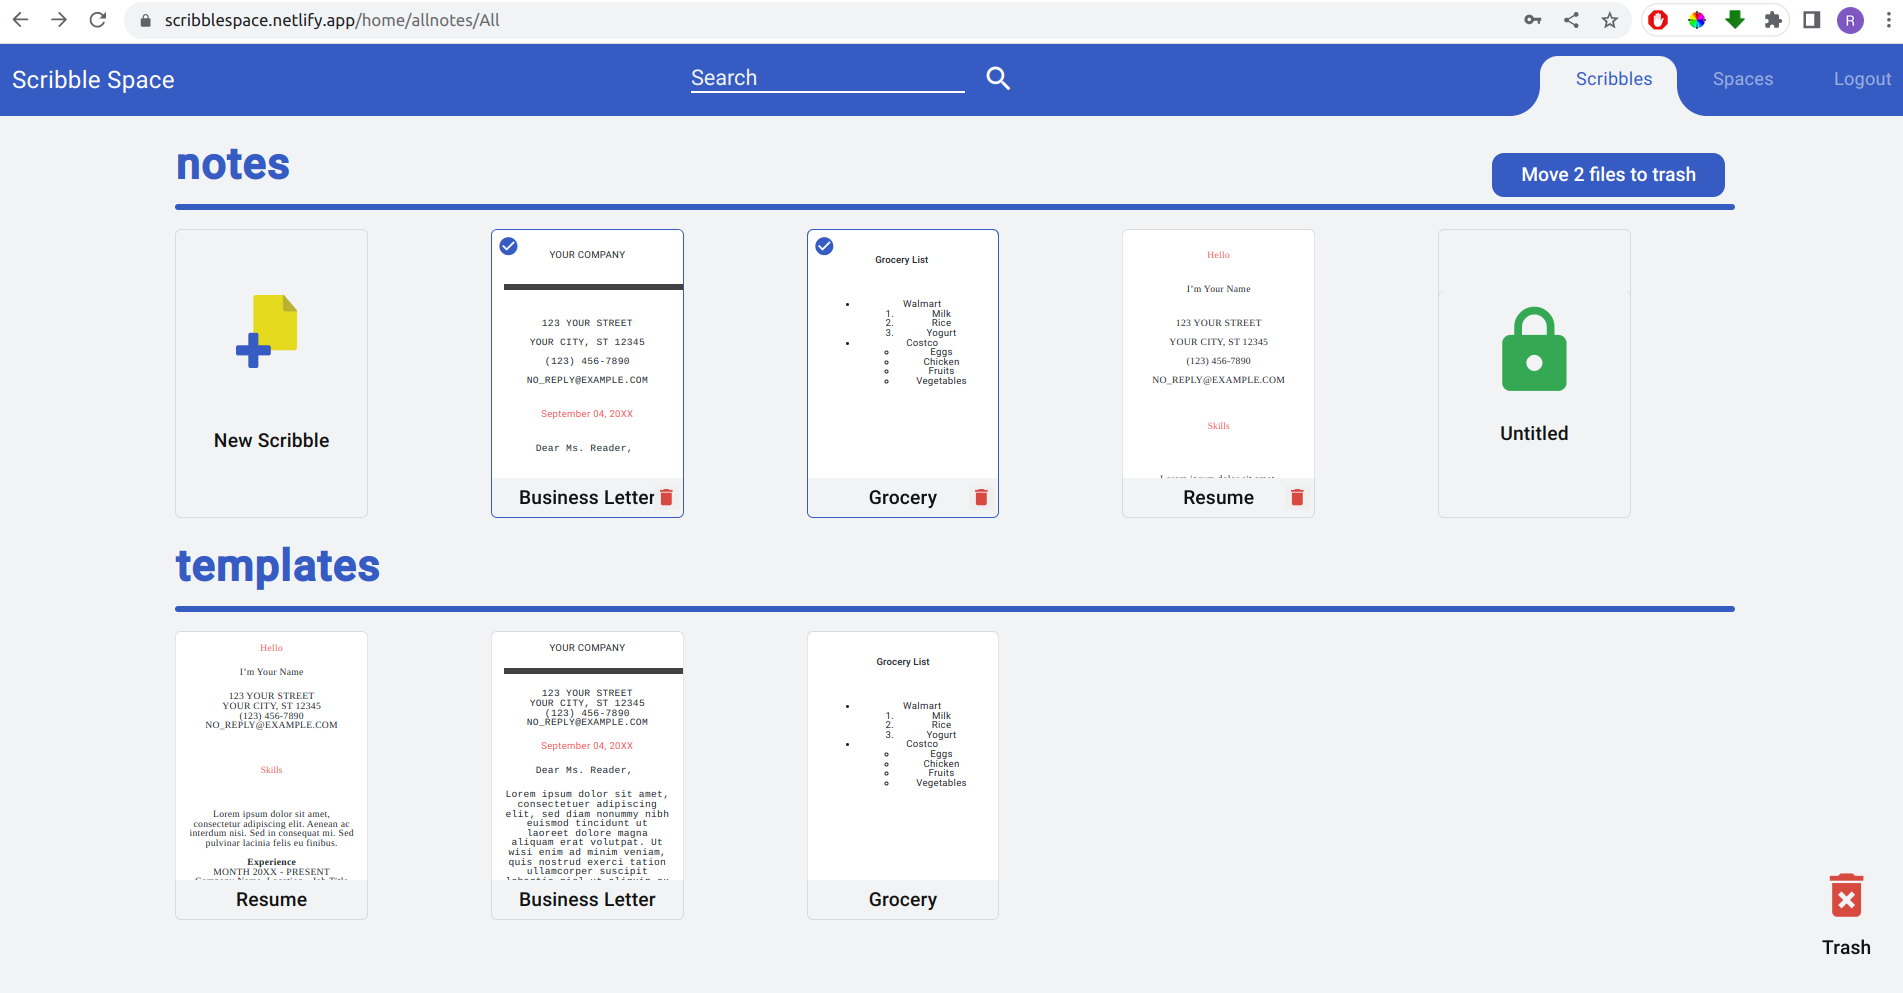 scribblespace.netlify.app/home/allnotes/All
R
Scribble Space
Search
Scribbles
Spaces
Logout
notes
Move 2 files to trash
New Scribble
YOUR COMPANY
123 YOUR STREET
YOUR CITY, ST 12345
(123) 456-7890
NO_REPLY@EXAMPLE.COM
September 04, 20XX
Dear Ms. Reader,
Business Letter
Grocery List
• Walmart
1. Milk
2. Rice
3. Yogurt
• Costco
Eggs
Chicken
Fruits
Vegetables
Grocery
Hello
I'm Your Name
123 YOUR STREET
YOUR CITY, ST 12345
(123) 456-7890
NO_REPLY@EXAMPLE.COM
Skills
Resume
Untitled
templates
Hello
I'm Your Name
123 YOUR STREET
YOUR CITY, ST 12345
(123) 456-7890
NO_REPLY@EXAMPLE.COM
Skills
Lorem ipsum dolor sit amet,
consectetur adipiscing elit. Aenean ac
interdum nisi. Sed in consequat mi. Sed
pulvinar lacinia felis eu finibus.
Experience
MONTH 20XX - PRESENT
Resume
YOUR COMPANY
123 YOUR STREET
YOUR CITY, ST 12345
(123) 456-7890
NO_REPLY@EXAMPLE.COM
September 04, 20XX
Dear Ms. Reader,
Lorem ipsum dolor sit amet,
consectetuer adipiscing
elit, sed diam nonummy nibh
euismod tincidunt ut
laoreet dolore magna
aliquam erat volutpat. Ut
wisi enim ad minim veniam,
quis nostrud exerci tation
ullamcorper suscipit
Business Letter
Grocery List
• Walmart
1. Milk
2. Rice
3. Yogurt
• Costco
Eggs
Chicken
Fruits
Vegetables
Grocery
Trash